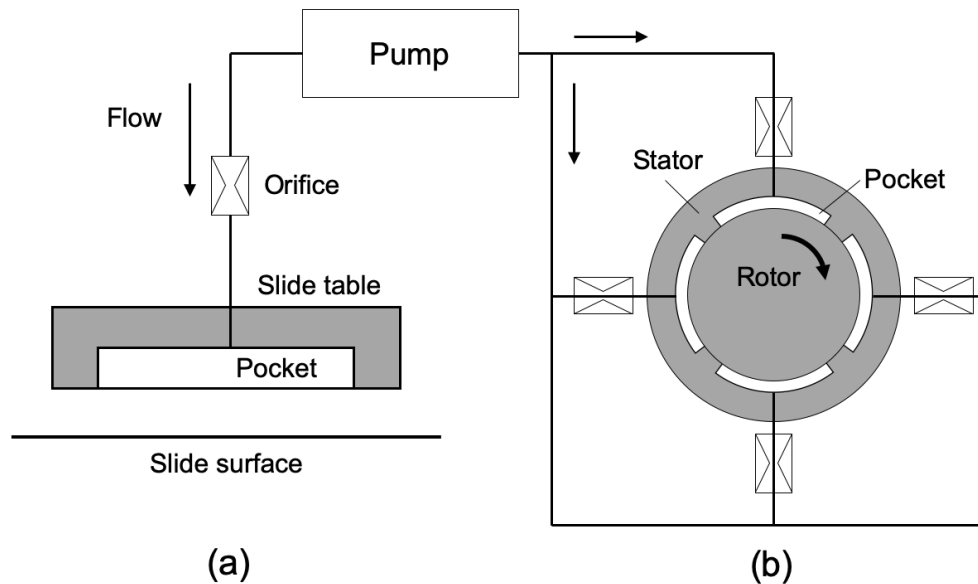 Pump
Flow
Orifice
Stator
Pocket
Rotor
Slide table
Pocket
Slide surface
(a)
(b)